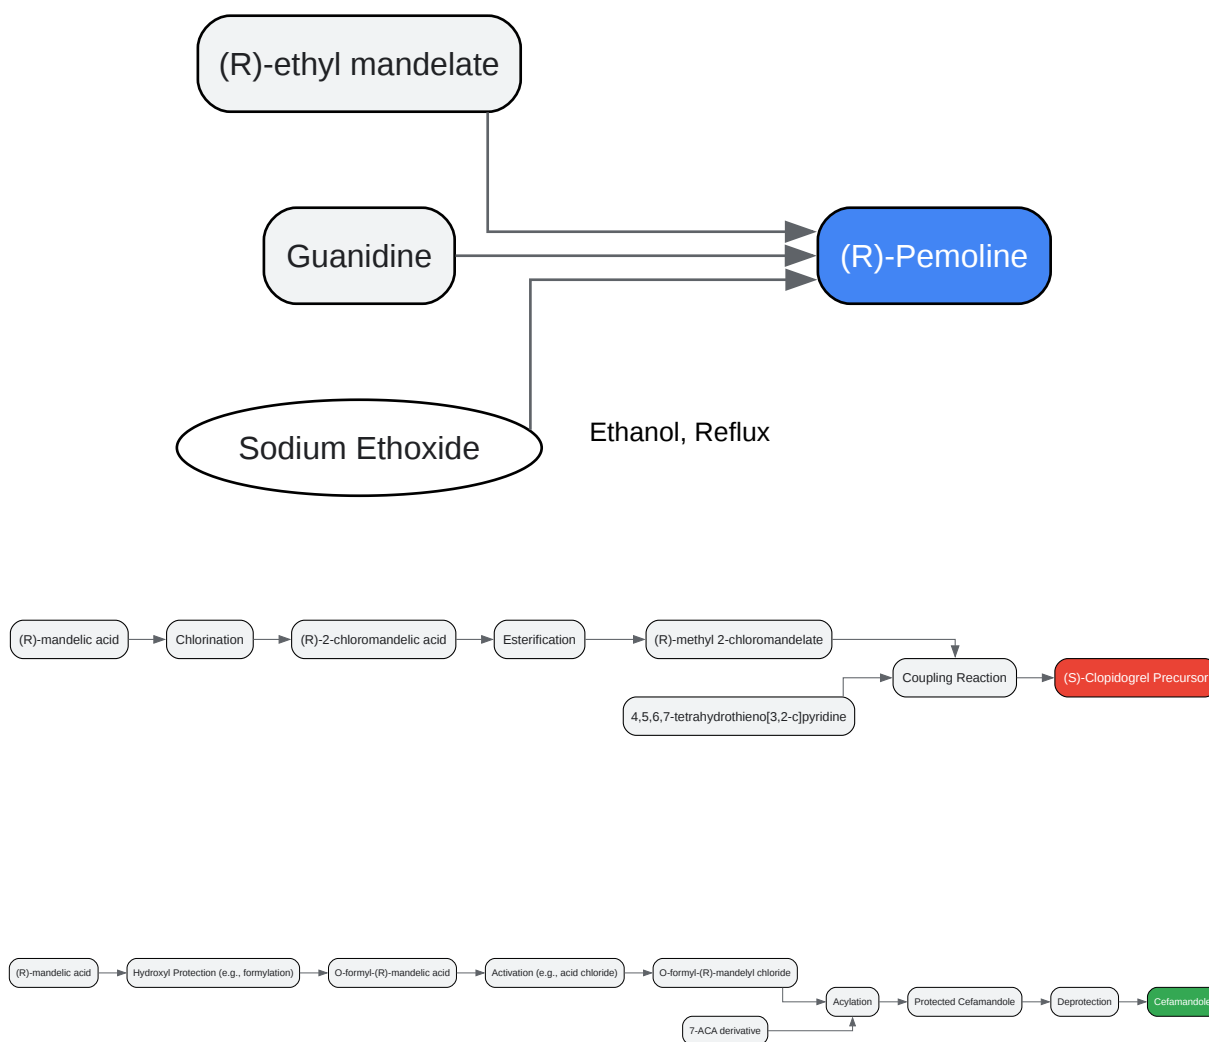 (R)-ethyl mandelate
Guanidine
(R)-Pemoline
Sodium Ethoxide
Ethanol, Reflux
(R)-mandelic acid
Chlorination
(R)-2-chloromandelic acid
Esterification
(R)-methyl 2-chloromandelate
Coupling Reaction
(S)-Clopidogrel Precursor
4,5,6,7-tetrahydrothieno[3,2-c]pyridine
(R)-mandelic acid
Hydroxyl Protection (e.g., formylation)
O-formyl-(R)-mandelic acid
Activation (e.g., acid chloride)
O-formyl-(R)-mandelyl chloride
Acylation
Protected Cefamandole
Deprotection
Cefamandole
7-ACA derivative